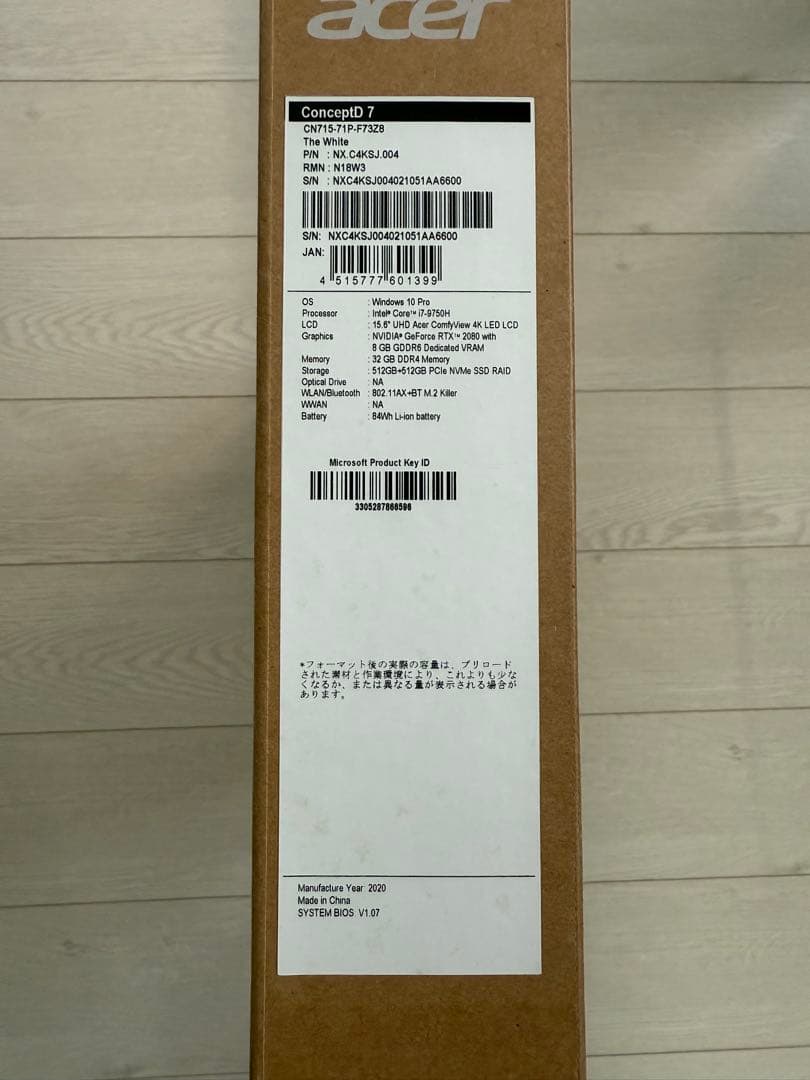 acer
ConceptD 7
CN715-71P-F73Z8
The White
P/N : NX.C4KSJ.004
RMN : N18W3
S/N : NXC4KSJ004021051AA6600
S/N: NXC4KSJ004021051AA6600
JAN:
4 515777 601399
OS : Windows 10 Pro
Processor : Intel® Core™ i7-9750H
LCD : 15.6" UHD Acer ComfyView 4K LED LCD
Graphics : NVIDIA® GeForce RTX™ 2080 with
8 GB GDDR6 Dedicated VRAM
Memory : 32 GB DDR4 Memory
Storage : 512GB+512GB PCIe NVMe SSD RAID
Optical Drive : NA
WLAN/Bluetooth : 802.11AX+BT M.2 Killer
WWAN : NA
Battery : 84Wh Li-ion battery
Microsoft Product Key ID
3305287868596
*フォーマット後の実際の容量は、プリロード
された素材と作業環境により、これよりも少な
くなるか、または異なる量が表示される場合が
あります。
Manufacture Year: 2020
Made in China
SYSTEM BIOS V1.07